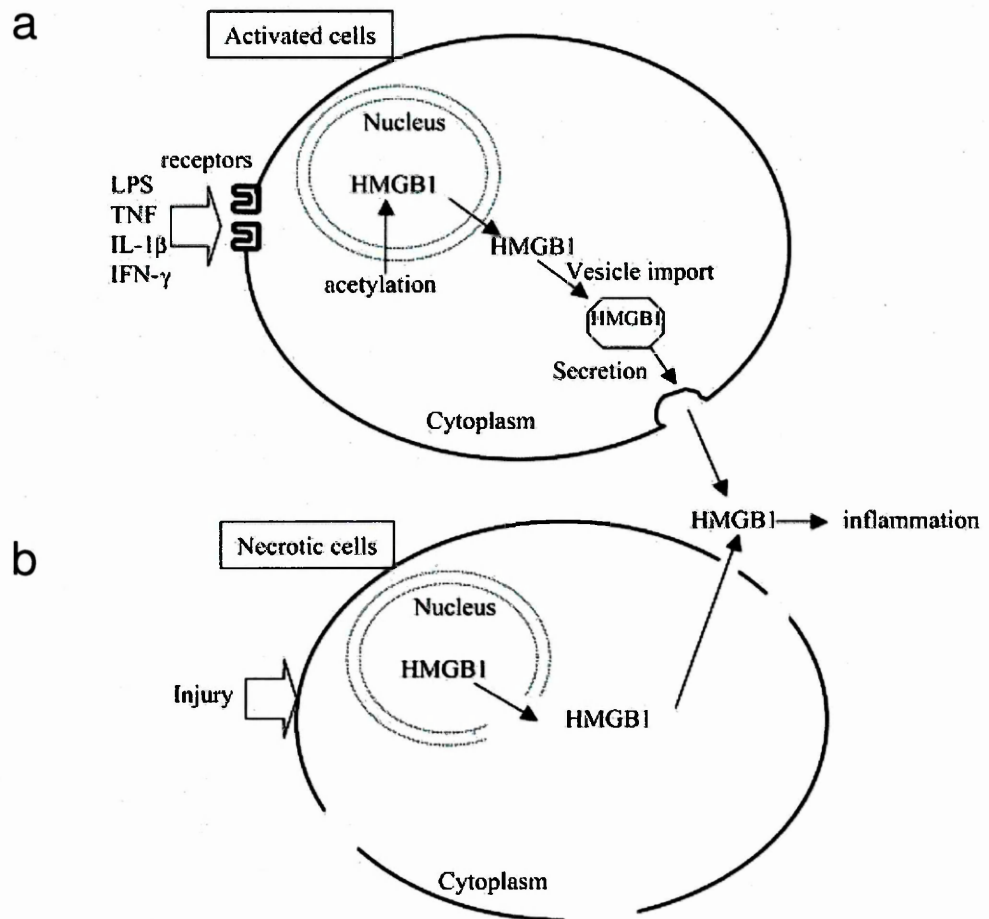 a
Activated cells
Nucleus
receptors
LPS
TNF
IL-1β
IFN-γ
HMGB1
HMGB1
acetylation
Vesicle import
HMGB1
Secretion
Cytoplasm
HMGB1
inflammation
b
Necrotic cells
Nucleus
HMGB1
Injury
HMGB1
Cytoplasm